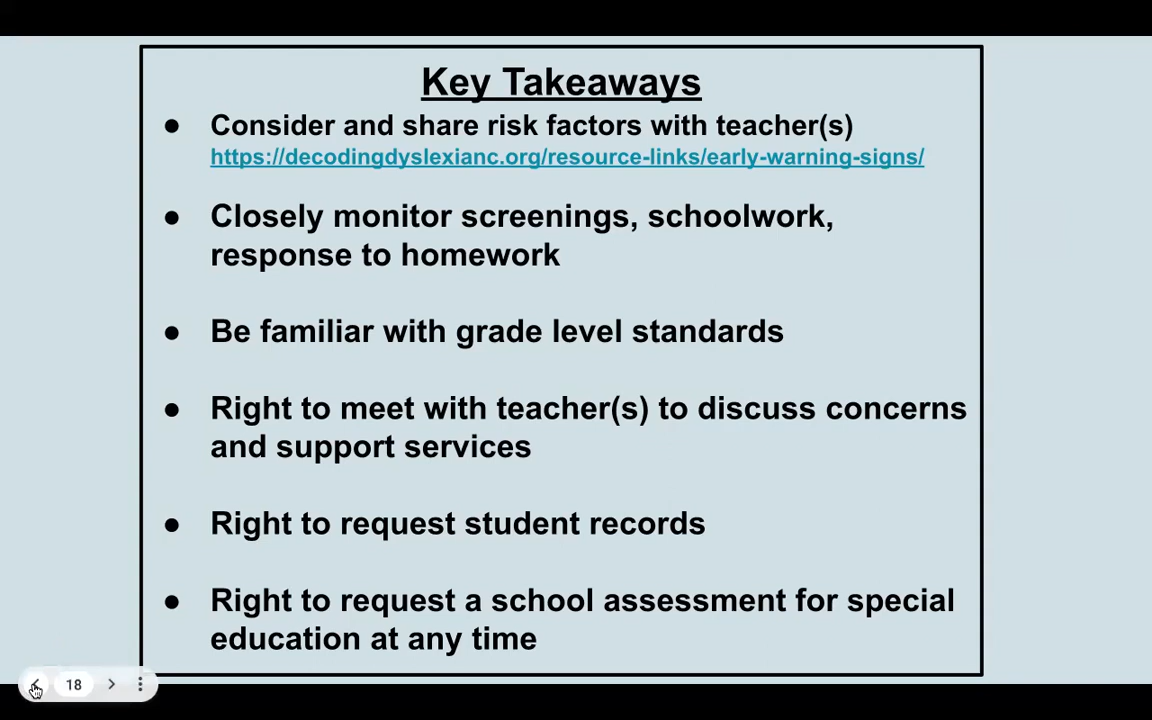 Key Takeaways
● Consider and share risk factors with teacher(s)
https://decodingdyslexianc.org/resource-links/early-warning-signs/
● Closely monitor screenings, schoolwork,
response to homework
● Be familiar with grade level standards
● Right to meet with teacher(s) to discuss concerns
and support services
● Right to request student records
● Right to request a school assessment for special
education at any time
18